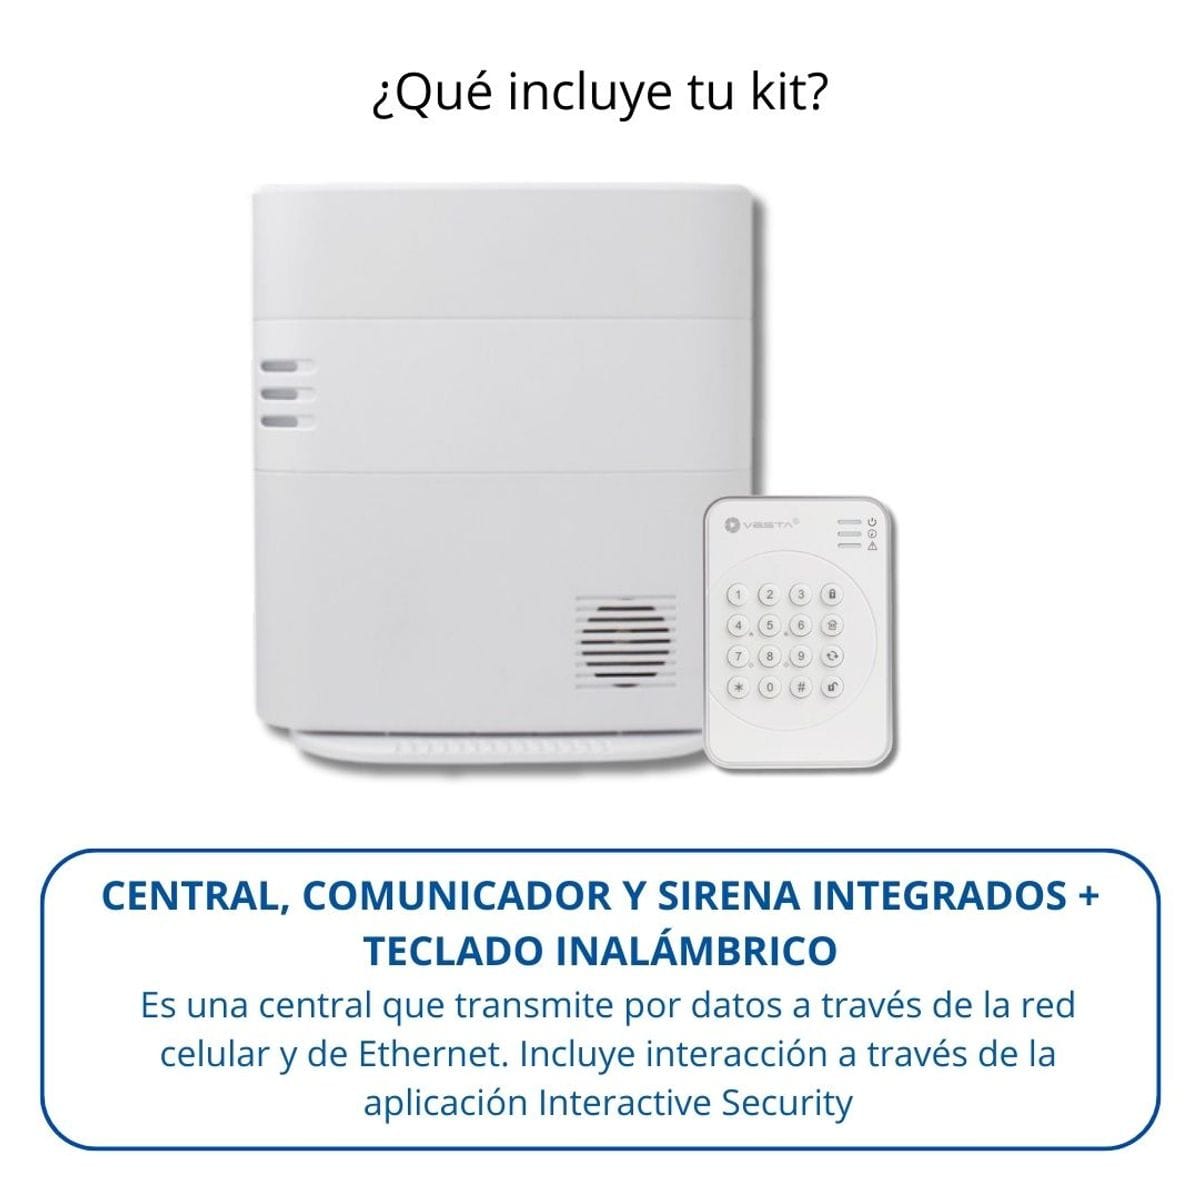 ¿Qué incluye tu kit?
VESTA
1 2 3
4 5 6
7 8 9
* 0 #
CENTRAL, COMUNICADOR Y SIRENA INTEGRADOS +
TECLADO INALÁMBRICO
Es una central que transmite por datos a través de la red
celular y de Ethernet. Incluye interacción a través de la
aplicación Interactive Security